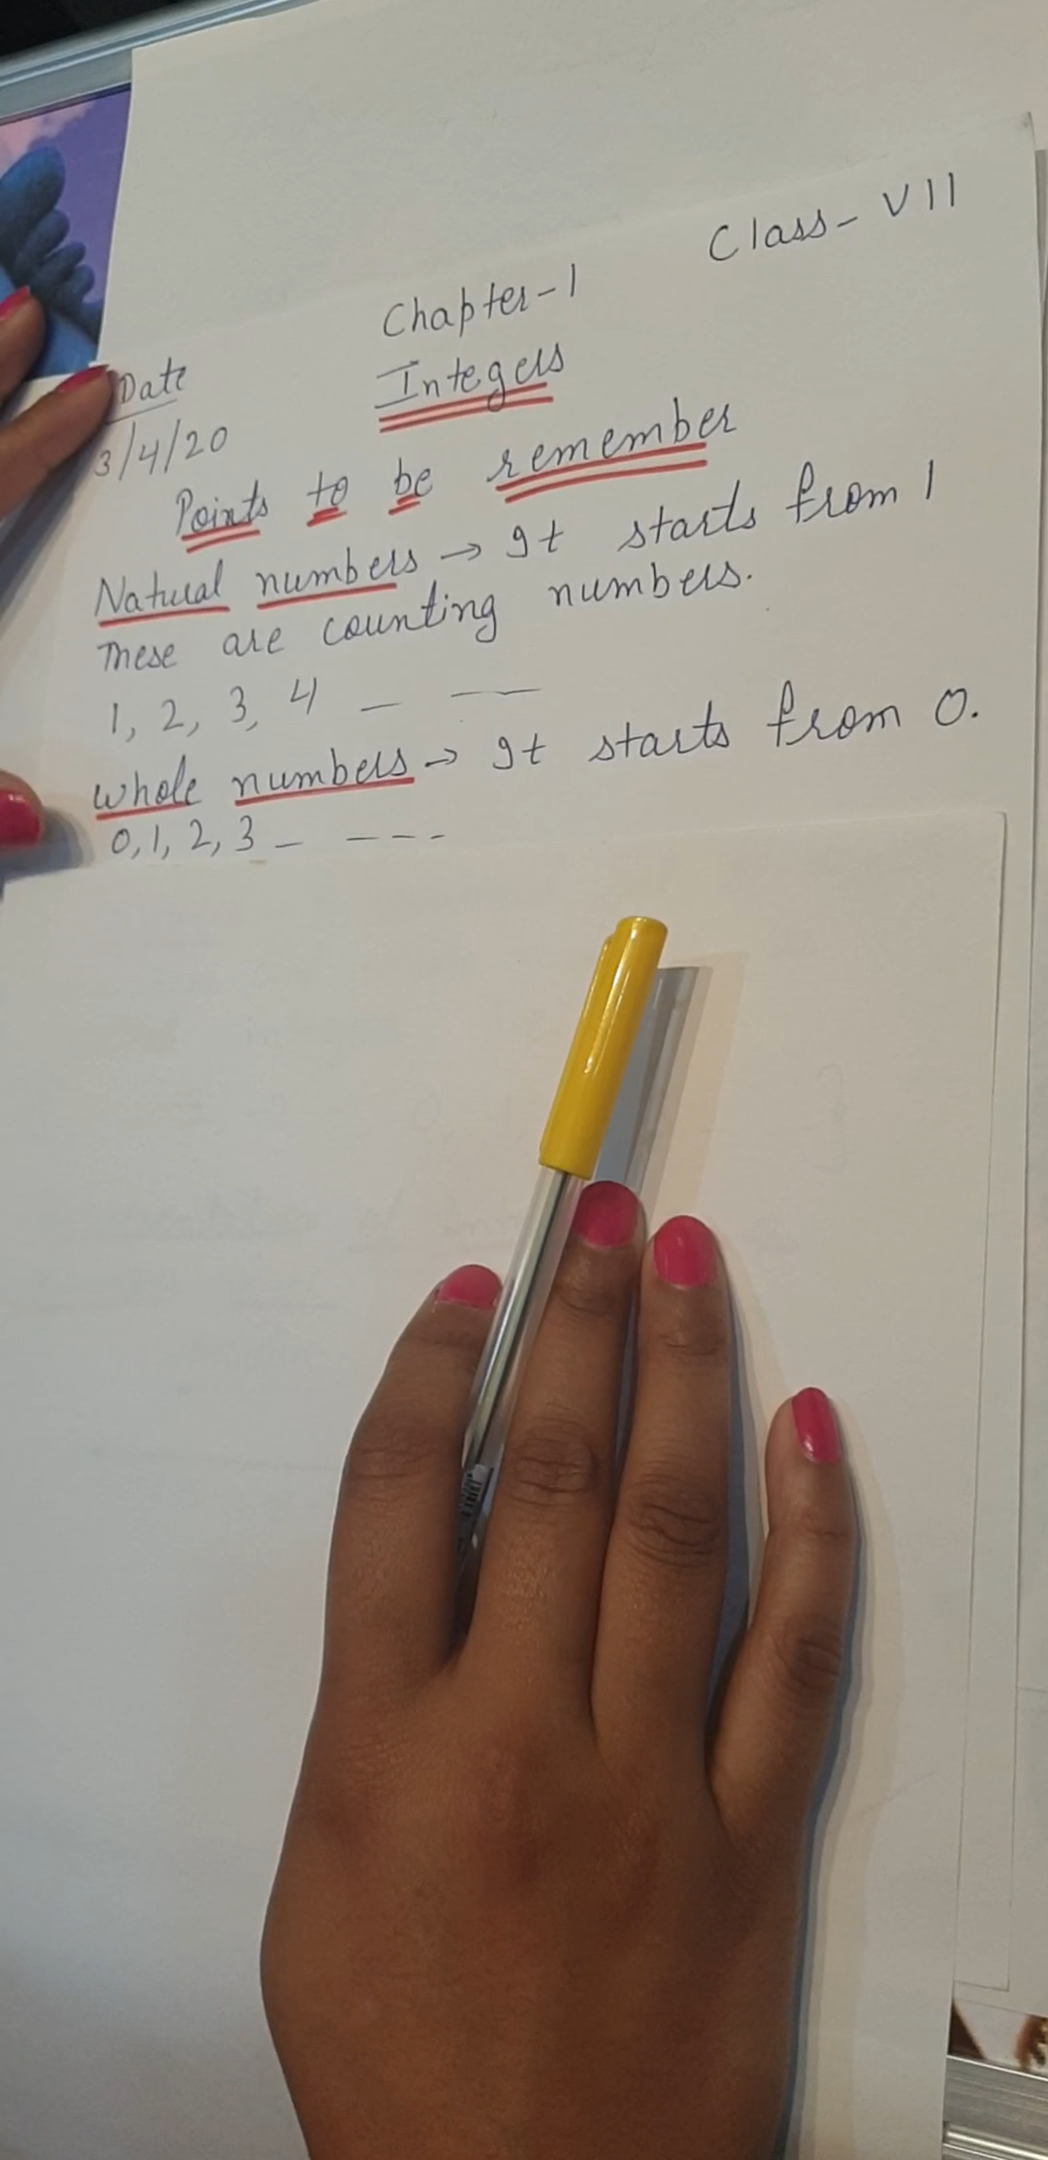 Class- VII
Chapter-1
Integers
Date
3/4/20
Points to be remember
Natural numbers → It starts from 1
These are counting numbers.
1, 2, 3, 4 — —
Whole numbers → It starts from 0.
0, 1, 2, 3 – – – –